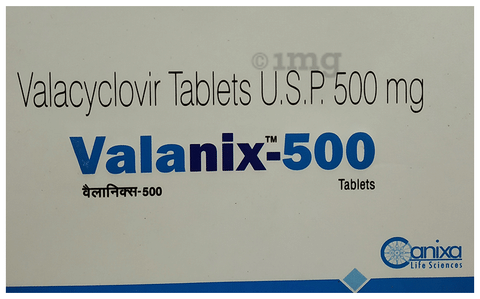 ©1mg
Valacyclovir Tablets U.S.P. 500 mg
Valanix™-500
वैलानिक्स-500
Tablets
Canixa
Life Sciences